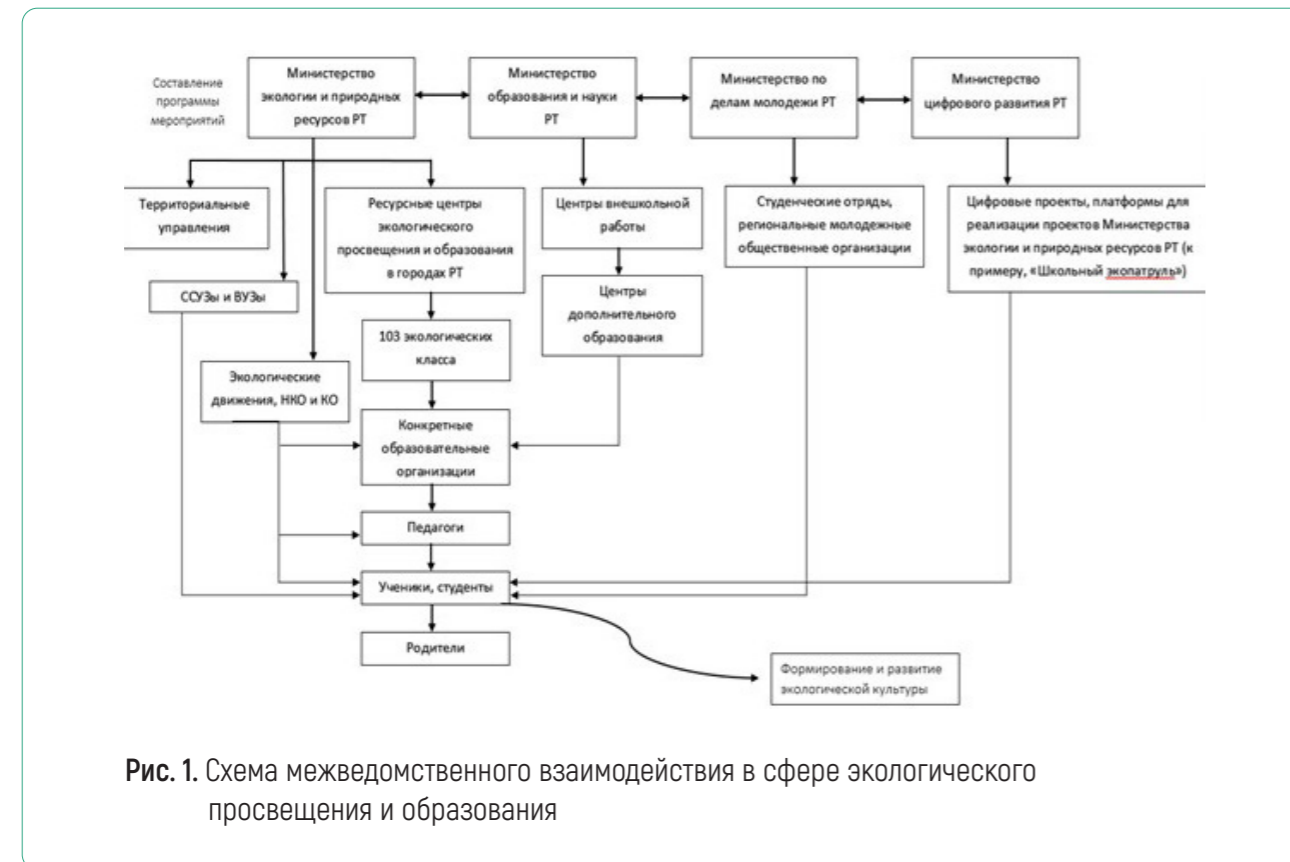 Составление
программы
мероприятий
Министерство
экологии и природных
ресурсов РТ
Министерство
образования и науки
РТ
Министерство по
делам молодежи РТ
Министерство
цифрового развития РТ
Территориальные
управления
Ресурсные центры
экологического
просвещения и образования
в городах РТ
Центры внешкольной
работы
Студенческие отряды,
региональные молодежные
общественные организации
Цифровые проекты, платформы для
реализации проектов Министерства
экологии и природных ресурсов РТ (к
примеру, «Школьный экопатруль»)
ССУЗы и ВУЗы
Центры
дополнительного
образования
103 экологических
класса
Экологические
движения, НКО и КО
Конкретные
образовательные
организации
Педагоги
Ученики, студенты
Родители
Формирование и развитие
экологической культуры
Рис. 1. Схема межведомственного взаимодействия в сфере экологического
просвещения и образования